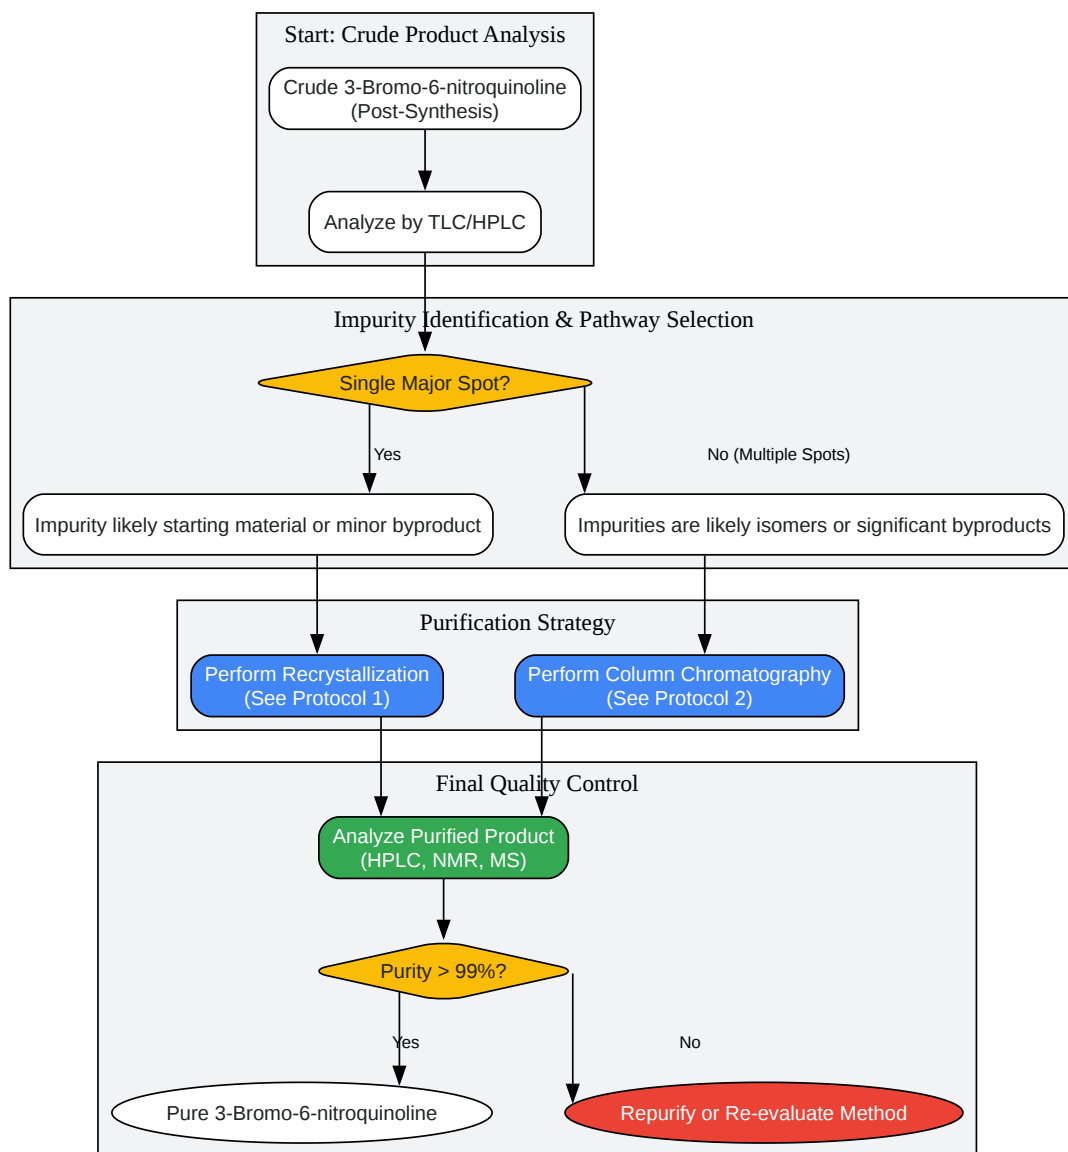 Start: Crude Product Analysis
Crude 3-Bromo-6-nitroquinoline
(Post-Synthesis)
Analyze by TLC/HPLC
Impurity Identification & Pathway Selection
Single Major Spot?
Yes
No (Multiple Spots)
Impurity likely starting material or minor byproduct
Impurities are likely isomers or significant byproducts
Purification Strategy
Perform Recrystallization
(See Protocol 1)
Perform Column Chromatography
(See Protocol 2)
Final Quality Control
Analyze Purified Product
(HPLC, NMR, MS)
Purity > 99%?
Yes
No
Pure 3-Bromo-6-nitroquinoline
Repurify or Re-evaluate Method